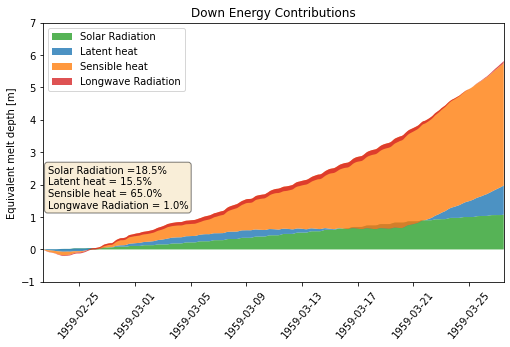 Down Energy Contributions
7
6
5
4
3
2
1
0
−1
Equivalent melt depth [m]
Solar Radiation
Latent heat
Sensible heat
Longwave Radiation
Solar Radiation =18.5%
Latent heat = 15.5%
Sensible heat = 65.0%
Longwave Radiation = 1.0%
1959-02-25
1959-03-01
1959-03-05
1959-03-09
1959-03-13
1959-03-17
1959-03-21
1959-03-25